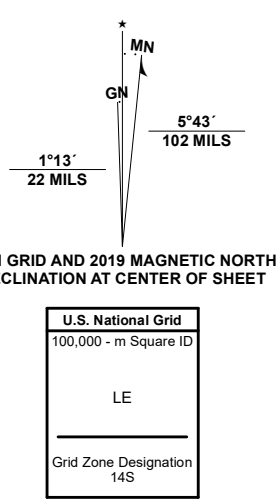 ★
MN
GN
5°43´
102 MILS
1°13´
22 MILS
GRID AND 2019 MAGNETIC NORTH
CLINATION AT CENTER OF SHEET
U.S. National Grid
100,000 - m Square ID
LE
Grid Zone Designation
14S